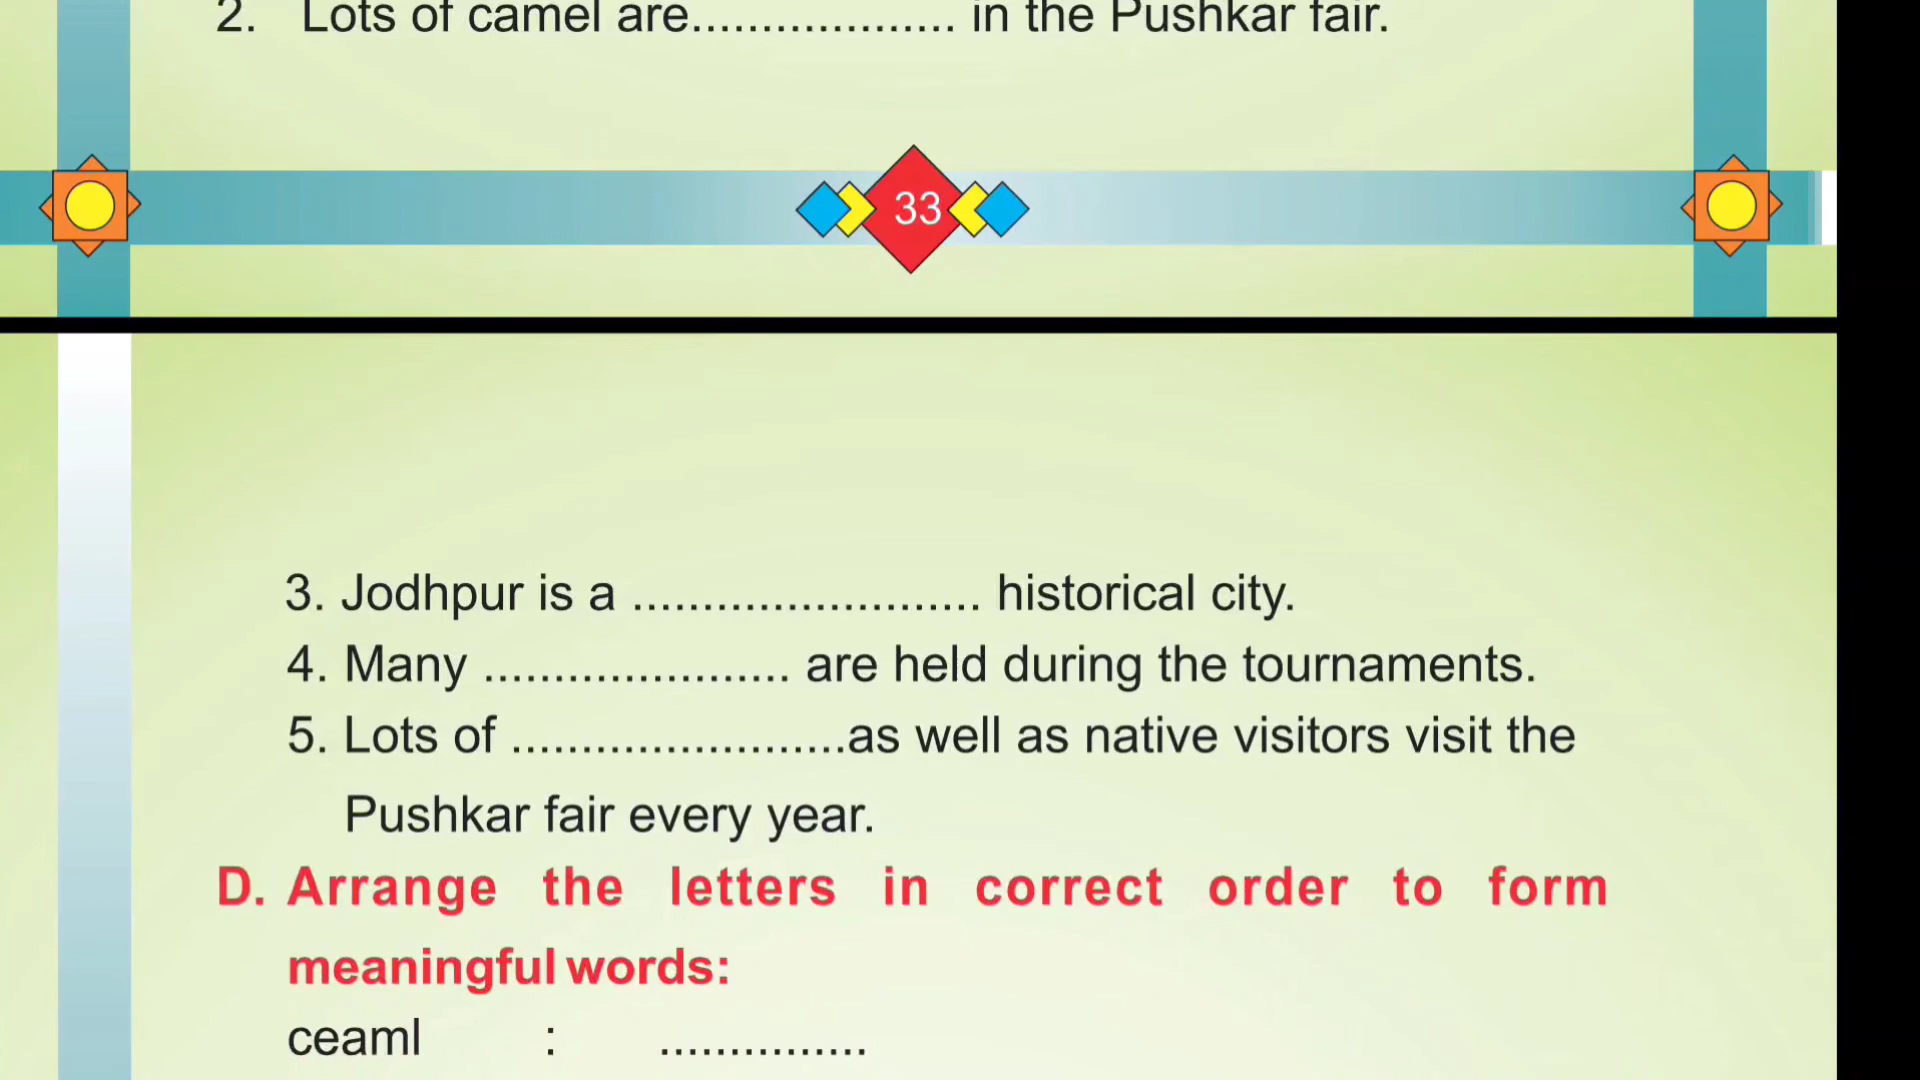 2. Lots of camel are................... in the Pushkar fair.
33
3. Jodhpur is a ......................... historical city.
4. Many ...................... are held during the tournaments.
5. Lots of ........................as well as native visitors visit the
Pushkar fair every year.
D. Arrange the letters in correct order to form
meaningful words:
ceaml : ...............